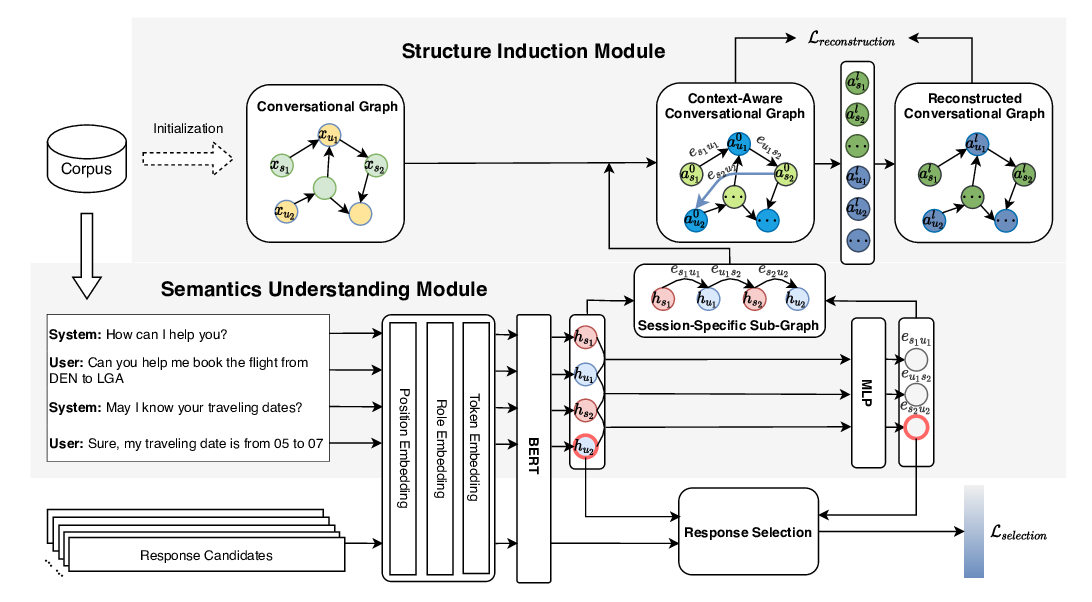 Structure Induction Module
ℒ_reconstruction
Corpus
Initialization
Conversational Graph
x_{s_1}
x_{u_1}
x_{s_2}
x_{u_2}
Context-Aware
Conversational Graph
e_{s_1u_1}
a^0_{u_1}
e_{u_1s_2}
a^0_{s_1}
e_{s_2u_2}
a^0_{s_2}
...
a^0_{u_2}
...
a^l_{s_1}
a^l_{s_2}
...
a^l_{u_1}
a^l_{u_2}
...
Reconstructed
Conversational Graph
a^l_{u_1}
a^l_{s_1}
a^l_{s_2}
...
a^l_{u_2}
...
Semantics Understanding Module
e_{s_1u_1} e_{u_1s_2} e_{s_2u_2}
h_{s_1} h_{u_1} h_{s_2} h_{u_2}
Session-Specific Sub-Graph
System: How can I help you?
User: Can you help me book the flight from
DEN to LGA
System: May I know your traveling dates?
User: Sure, my traveling date is from 05 to 07
Position Embedding
Role Embedding
Token Embedding
BERT
h_{s_1}
h_{u_1}
h_{s_2}
h_{u_2}
MLP
e_{s_1u_1}
e_{u_1s_2}
e_{s_2u_2}
Response Candidates
Response Selection
ℒ_selection